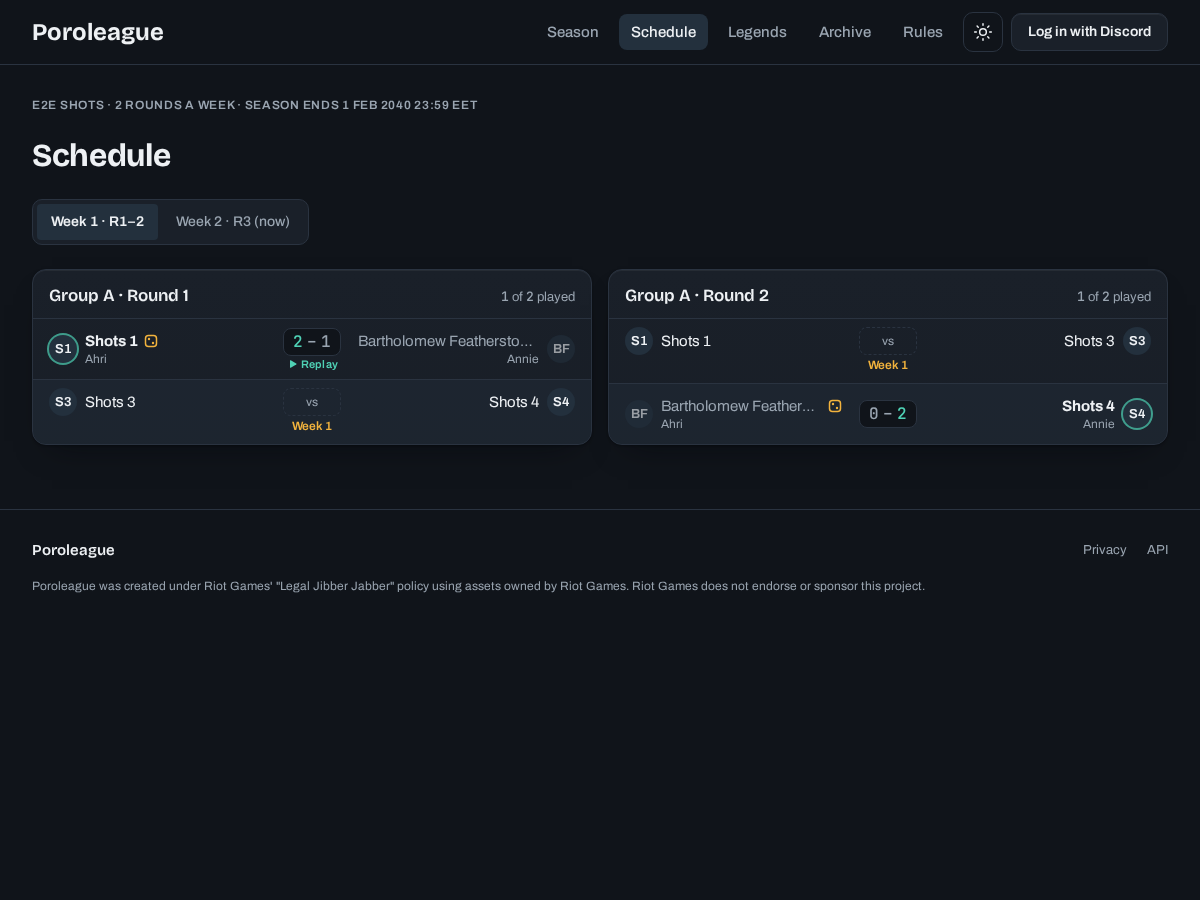 Poroleague
Season Schedule Legends Archive Rules Log in with Discord
E2E SHOTS · 2 ROUNDS A WEEK · SEASON ENDS 1 FEB 2040 23:59 EET
Schedule
Week 1 · R1–2 Week 2 · R3 (now)
Group A · Round 1 1 of 2 played
S1 Shots 1 2 – 1 Bartholomew Feathersto... BF
Ahri Replay Annie
S3 Shots 3 vs Shots 4 S4
Week 1
Group A · Round 2 1 of 2 played
S1 Shots 1 vs Shots 3 S3
Week 1
BF Bartholomew Feather... 0 – 2 Shots 4 S4
Ahri Annie
Poroleague Privacy API
Poroleague was created under Riot Games' "Legal Jibber Jabber" policy using assets owned by Riot Games. Riot Games does not endorse or sponsor this project.